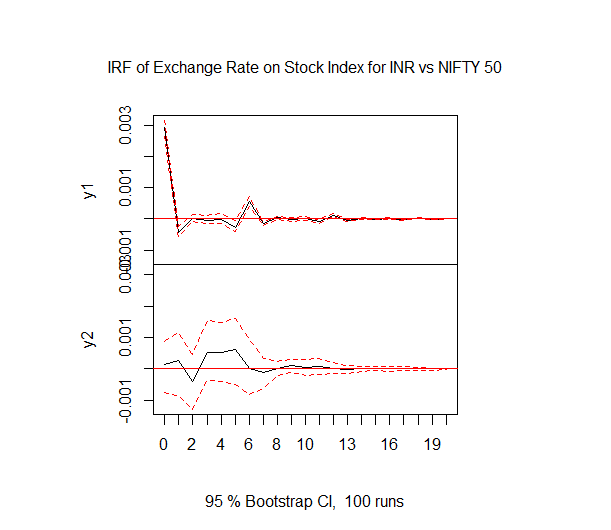 IRF of Exchange Rate on Stock Index for INR vs NIFTY 50
0.003
0.001
y1
-0.001
0.003
0.001
y2
-0.001
0 2 4 6 8 10 13 16 19
95 % Bootstrap CI, 100 runs